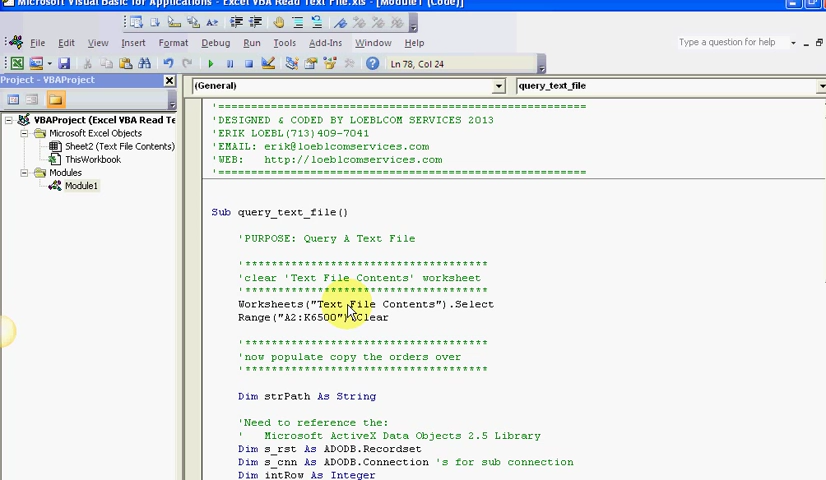 Microsoft Visual Basic for Applications - Excel VBA Read Text File.xls - [Module1 (Code)]
File Edit View Insert Format Debug Run Tools Add-Ins Window Help
Type a question for help
Ln 78, Col 24
Project - VBAProject
(General)
query_text_file
VBAProject (Excel VBA Read Te
Microsoft Excel Objects
Sheet2 (Text File Contents)
ThisWorkbook
Modules
Module1
'========================================================
'DESIGNED & CODED BY LOEBLCOM SERVICES 2013
'ERIK LOEBL(713)409-7041
'EMAIL: erik@loeblcomservices.com
'WEB: http://loeblcomservices.com
'========================================================
Sub query_text_file()
'PURPOSE: Query A Text File
'*************************************
'clear 'Text File Contents' worksheet
'*************************************
Worksheets("Text File Contents").Select
Range("A2:K6500").Clear
'*************************************
'now populate copy the orders over
'*************************************
Dim strPath As String
'Need to reference the:
' Microsoft ActiveX Data Objects 2.5 Library
Dim s_rst As ADODB.Recordset
Dim s_cnn As ADODB.Connection 's for sub connection
Dim intRow As Integer